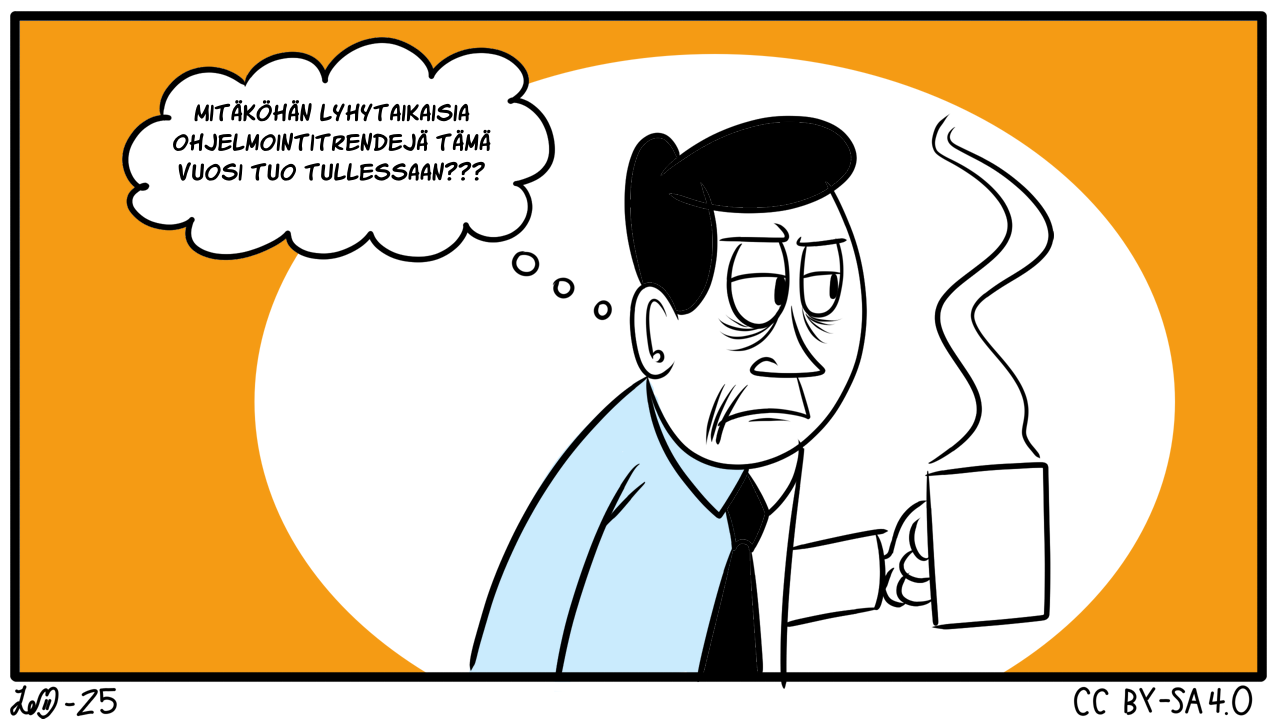 MITÄKÖHÄN LYHYTAIKAISIA
OHJELMOINTITRENDEJÄ TÄMÄ
VUOSI TUO TULLESSAAN???
-25
CC BY-SA 4.0